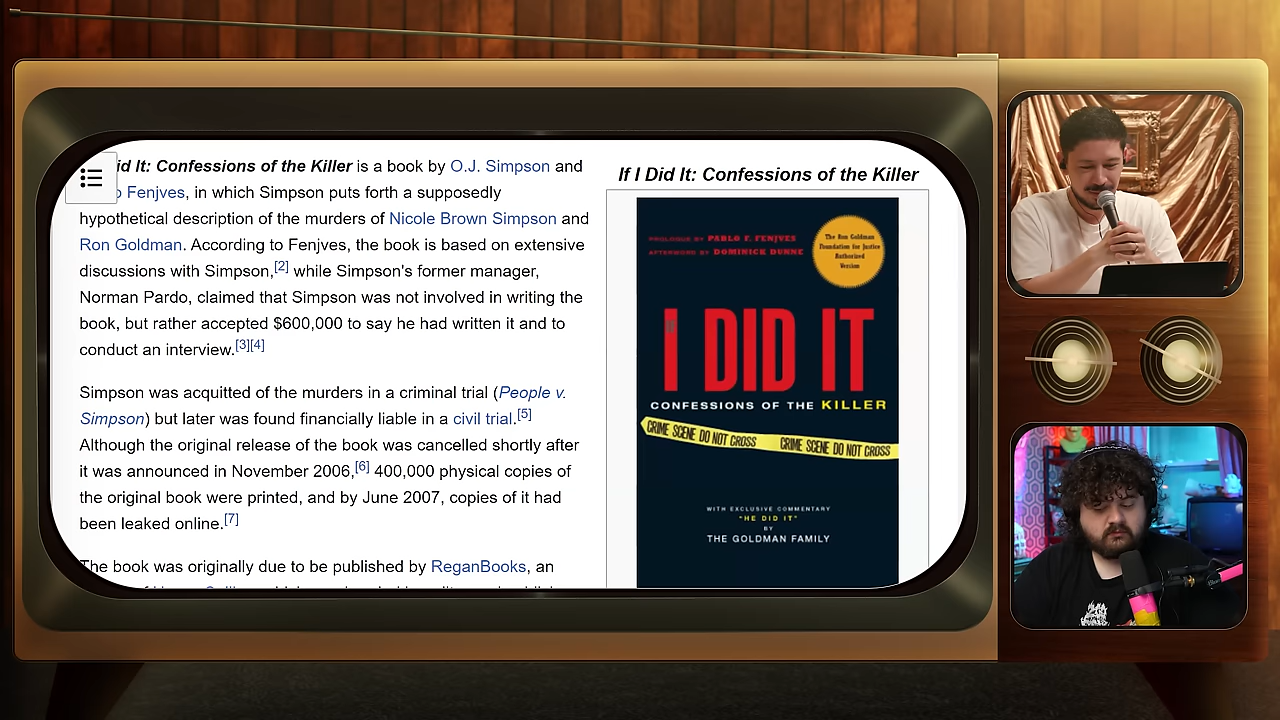 id It: Confessions of the Killer is a book by O.J. Simpson and
o Fenjves, in which Simpson puts forth a supposedly
hypothetical description of the murders of Nicole Brown Simpson and
Ron Goldman. According to Fenjves, the book is based on extensive
discussions with Simpson,[2] while Simpson's former manager,
Norman Pardo, claimed that Simpson was not involved in writing the
book, but rather accepted $600,000 to say he had written it and to
conduct an interview.[3][4]
Simpson was acquitted of the murders in a criminal trial (People v.
Simpson) but later was found financially liable in a civil trial.[5]
Although the original release of the book was cancelled shortly after
it was announced in November 2006,[6] 400,000 physical copies of
the original book were printed, and by June 2007, copies of it had
been leaked online.[7]
The book was originally due to be published by ReganBooks, an
If I Did It: Confessions of the Killer
PROLOGUE BY PABLO F. FENJVES
AFTERWORD BY DOMINICK DUNNE
The Ron Goldman
Foundation for Justice
Authorized
Version
IF I DID IT
CONFESSIONS OF THE KILLER
CRIME SCENE DO NOT CROSS CRIME SCENE DO NOT CROSS
WITH EXCLUSIVE COMMENTARY
"HE DID IT"
BY
THE GOLDMAN FAMILY